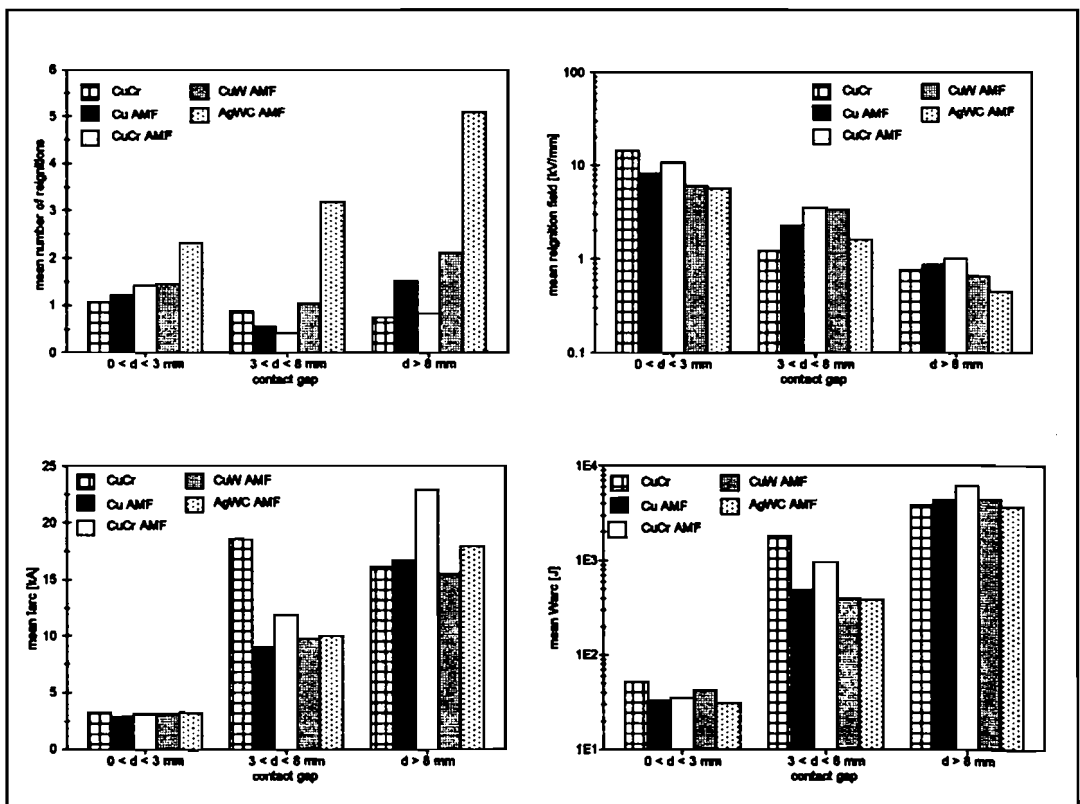 6
5
4
3
2
1
0
mean number of reignitions
CuCr
Cu AMF
CuCr AMF
CuW AMF
AgWC AMF
0 < d < 3 mm
3 < d < 8 mm
d > 8 mm
contact gap
100
10
1
0.1
mean reignition field [kV/mm]
CuCr
Cu AMF
CuCr AMF
CuW AMF
AgWC AMF
0 < d < 3 mm
3 < d < 8 mm
d > 8 mm
contact gap
25
20
15
10
5
0
mean Iarc [kA]
CuCr
Cu AMF
CuCr AMF
CuW AMF
AgWC AMF
0 < d < 3 mm
3 < d < 8 mm
d > 8 mm
contact gap
1E4
1E3
1E2
1E1
mean Warc [J]
CuCr
Cu AMF
CuCr AMF
CuW AMF
AgWC AMF
0 < d < 3 mm
3 < d < 8 mm
d > 8 mm
contact gap